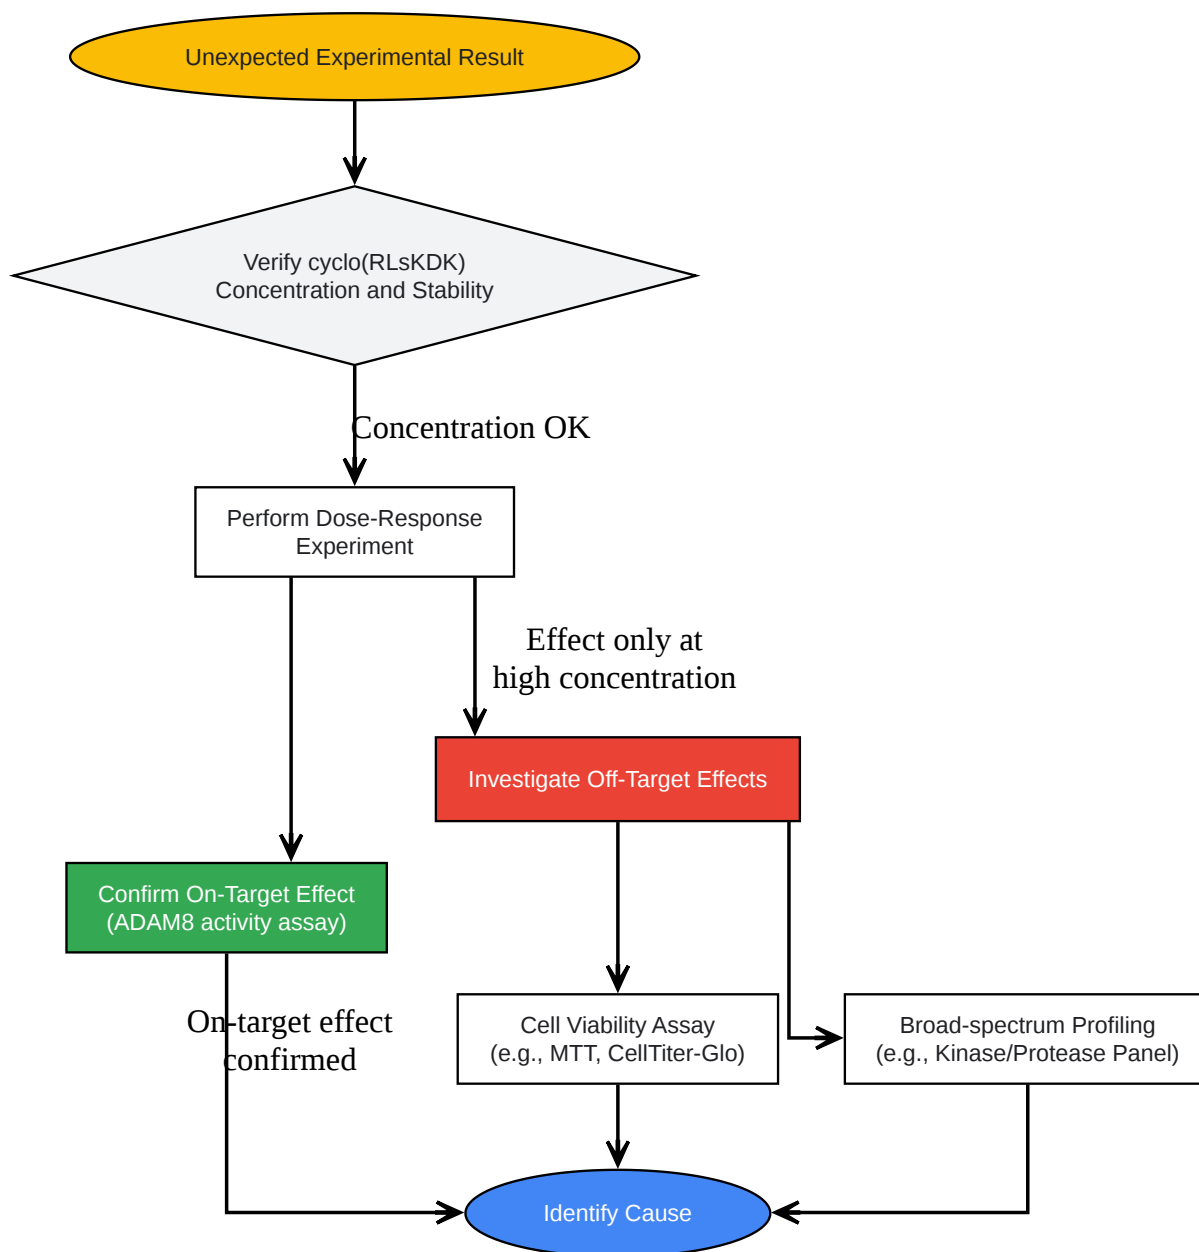 Unexpected Experimental Result
Verify cyclo(RLsKDK)
Concentration and Stability
Concentration OK
Perform Dose-Response
Experiment
Effect only at
high concentration
Investigate Off-Target Effects
Confirm On-Target Effect
(ADAM8 activity assay)
On-target effect
confirmed
Cell Viability Assay
(e.g., MTT, CellTiter-Glo)
Broad-spectrum Profiling
(e.g., Kinase/Protease Panel)
Identify Cause